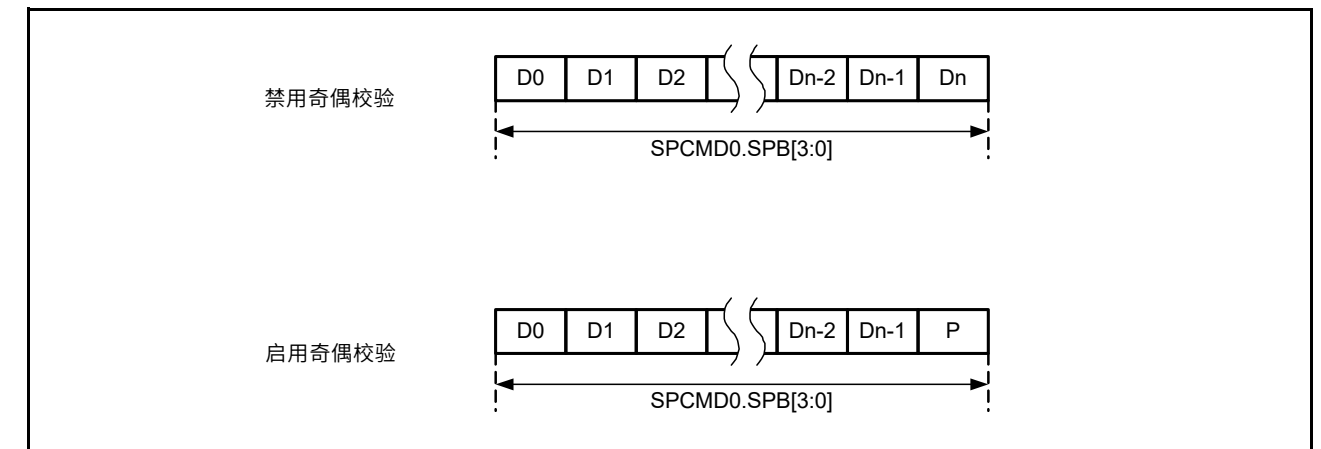 D0 D1 D2 Dn-2 Dn-1 Dn
禁用奇偶校验
SPCMD0.SPB[3:0]
D0 D1 D2 Dn-2 Dn-1 P
启用奇偶校验
SPCMD0.SPB[3:0]